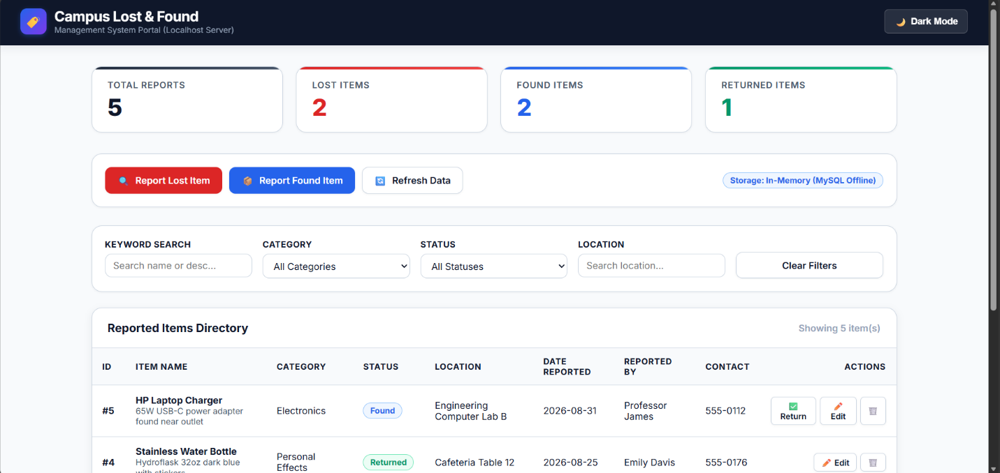 Campus Lost & Found
Management System Portal (Localhost Server)
Dark Mode
TOTAL REPORTS
5
LOST ITEMS
2
FOUND ITEMS
2
RETURNED ITEMS
1
Report Lost Item
Report Found Item
Refresh Data
Storage: In-Memory (MySQL Offline)
KEYWORD SEARCH
Search name or desc...
CATEGORY
All Categories
STATUS
All Statuses
LOCATION
Search location...
Clear Filters
Reported Items Directory
Showing 5 item(s)
ID
ITEM NAME
CATEGORY
STATUS
LOCATION
DATE
REPORTED
REPORTED
BY
CONTACT
ACTIONS
#5
HP Laptop Charger
65W USB-C power adapter
found near outlet
Electronics
Found
Engineering
Computer Lab B
2026-08-31
Professor
James
555-0112
Return
Edit
#4
Stainless Water Bottle
Hydroflask 32oz dark blue
with stickers
Personal
Effects
Returned
Cafeteria Table 12
2026-08-25
Emily Davis
555-0176
Edit